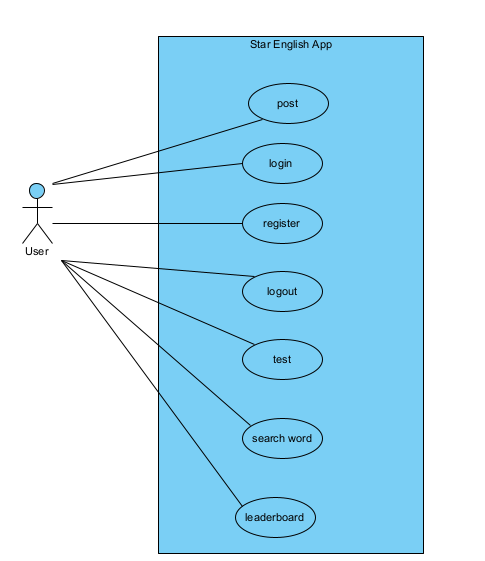 Star English App
post
login
register
User
logout
test
search word
leaderboard